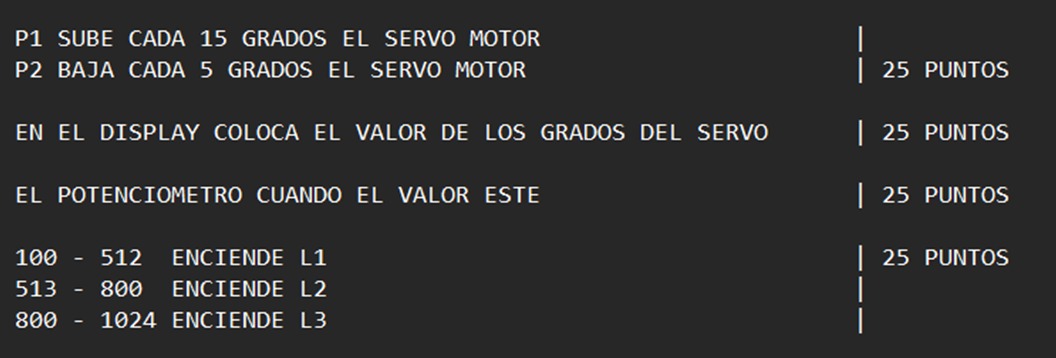 P1 SUBE CADA 15 GRADOS EL SERVO MOTOR |
P2 BAJA CADA 5 GRADOS EL SERVO MOTOR | 25 PUNTOS
EN EL DISPLAY COLOCA EL VALOR DE LOS GRADOS DEL SERVO | 25 PUNTOS
EL POTENCIOMETRO CUANDO EL VALOR ESTE | 25 PUNTOS
100 - 512 ENCIENDE L1 | 25 PUNTOS
513 - 800 ENCIENDE L2 |
800 - 1024 ENCIENDE L3 |